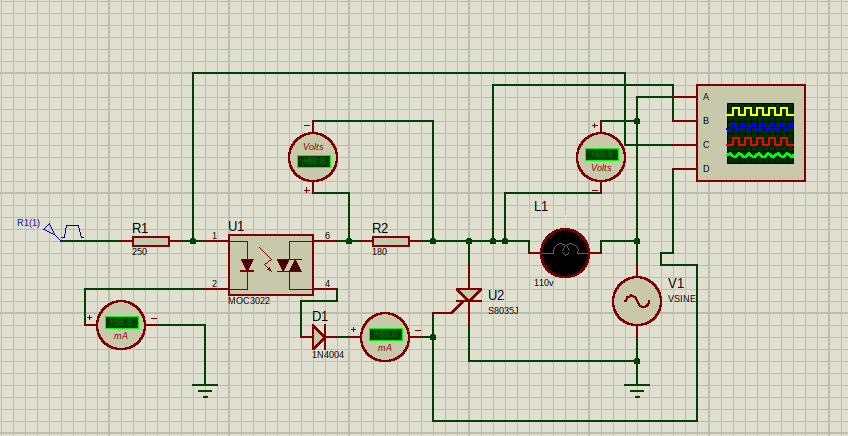 A
Volts
+
B
+
Volts
C
-
D
L1
R1(1)
R1
U1
R2
1
6
250
180
110v
2
4
V1
MOC3022
U2
VSINE
S8035J
+
-
D1
+
-
mA
1N4004
mA